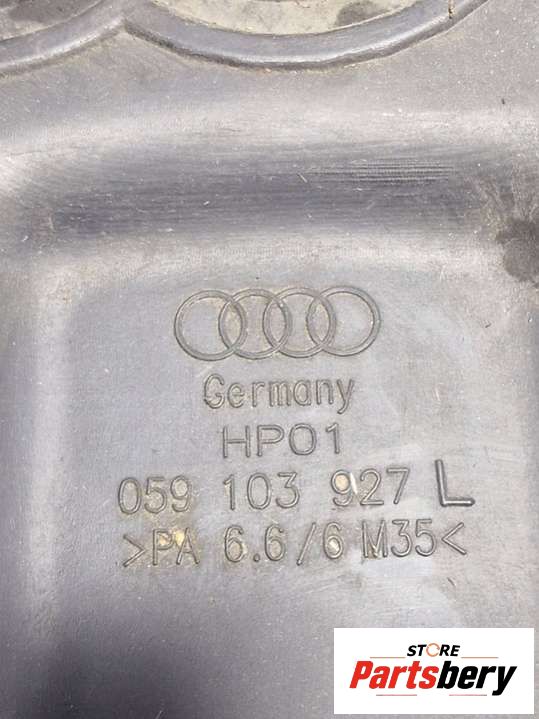 Germany
HP01
059 103 927 L
>PA 6.6/6 M35<
STORE
Partsbery